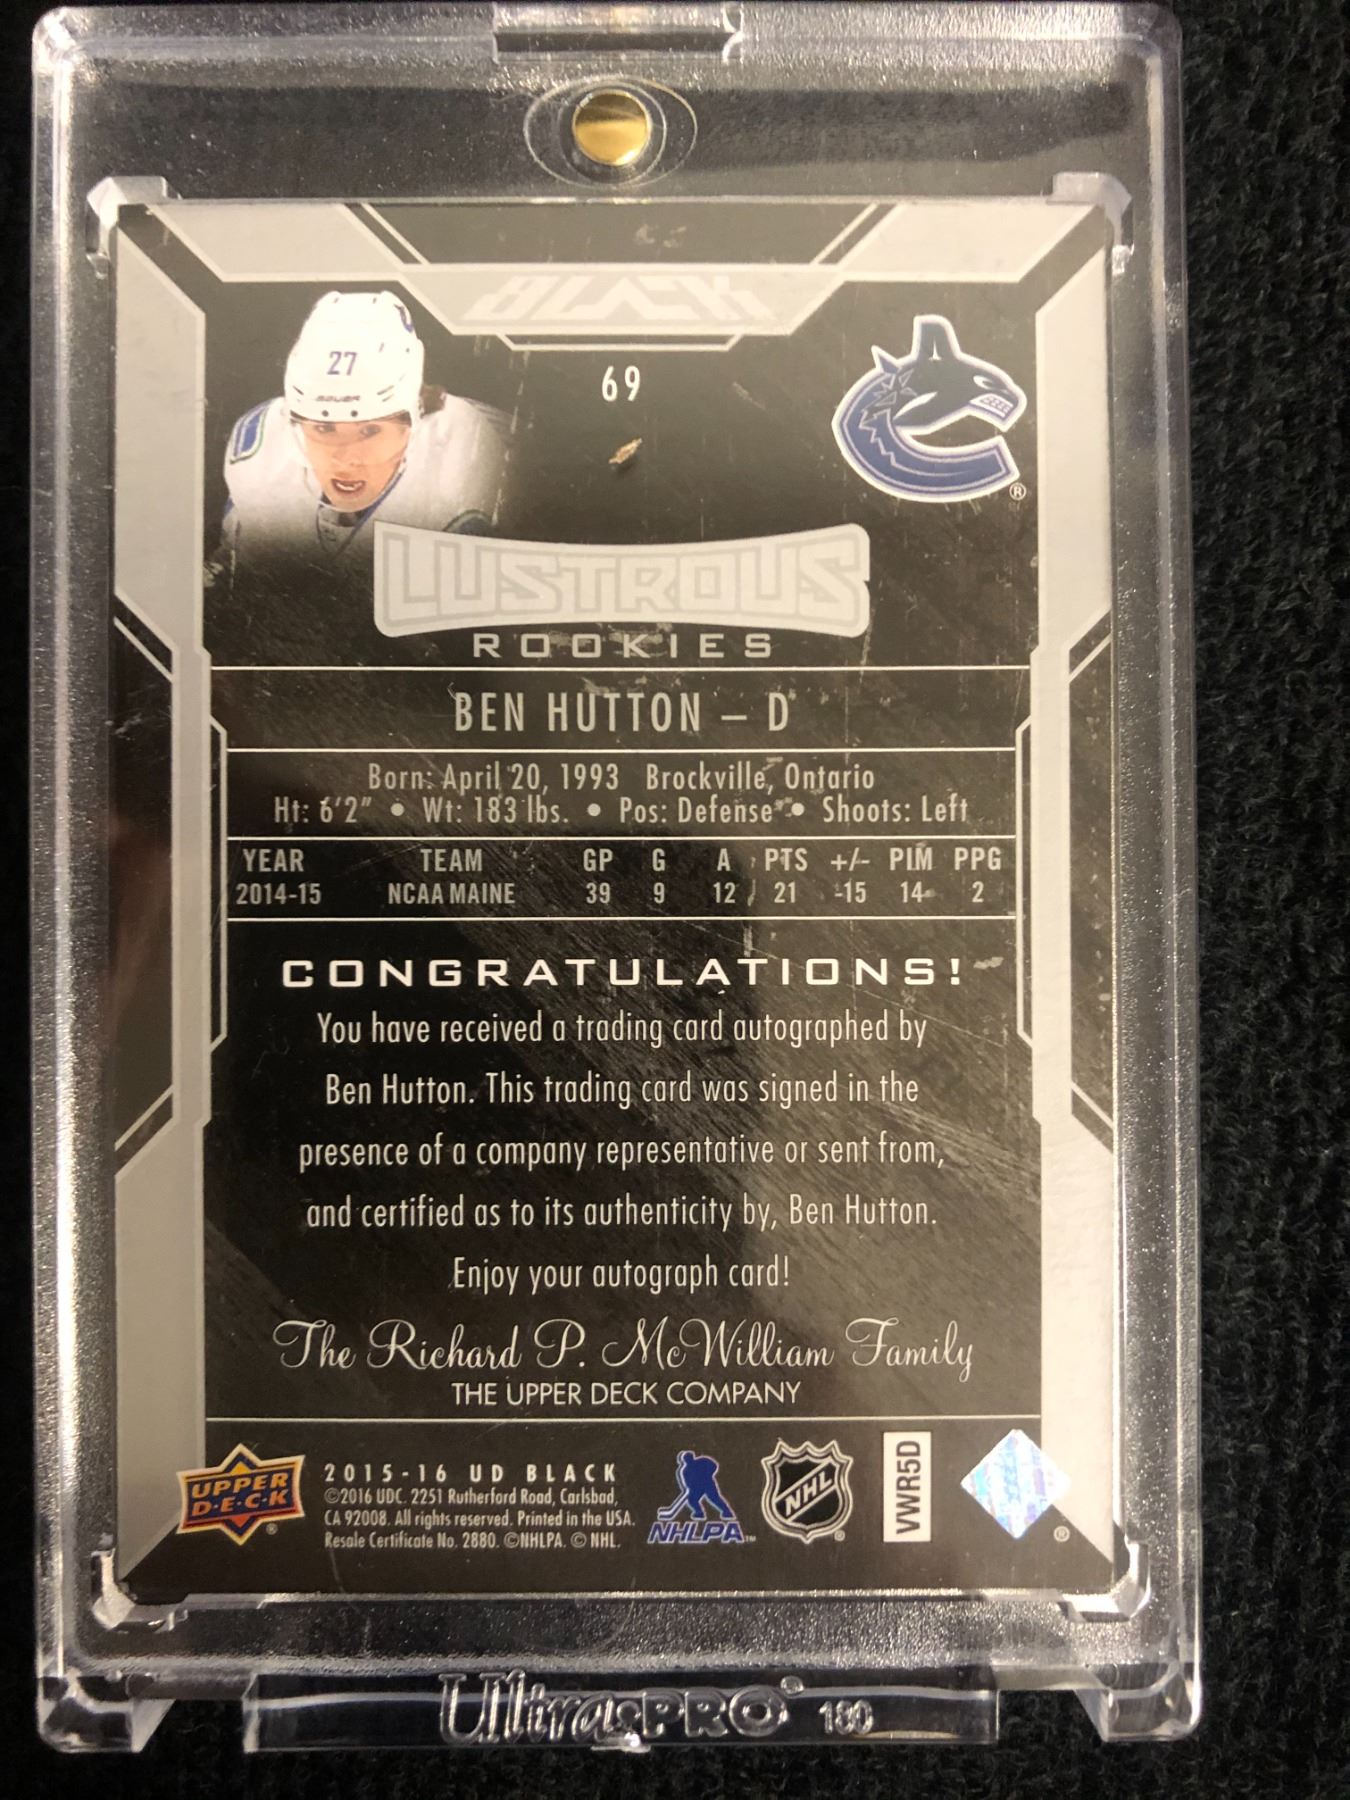 BLACK
27
BAUER
69
®
LUSTROUS
ROOKIES
BEN HUTTON – D
Born: April 20, 1993 Brockville, Ontario
Ht: 6'2" • Wt: 183 lbs. • Pos: Defense • Shoots: Left
YEAR TEAM GP G A PTS +/- PIM PPG
2014-15 NCAA MAINE 39 9 12 21 -15 14 2
CONGRATULATIONS!
You have received a trading card autographed by
Ben Hutton. This trading card was signed in the
presence of a company representative or sent from,
and certified as to its authenticity by, Ben Hutton.
Enjoy your autograph card!
The Richard P. McWilliam Family
THE UPPER DECK COMPANY
UPPER
D·E·C·K
®
2015-16 UD BLACK
©2016 UDC. 2251 Rutherford Road, Carlsbad,
CA 92008. All rights reserved. Printed in the USA.
Resale Certificate No. 2880. ©NHLPA. © NHL.
NHLPA™
NHL
®
VWR5D
®
Ultra•PRO® 180